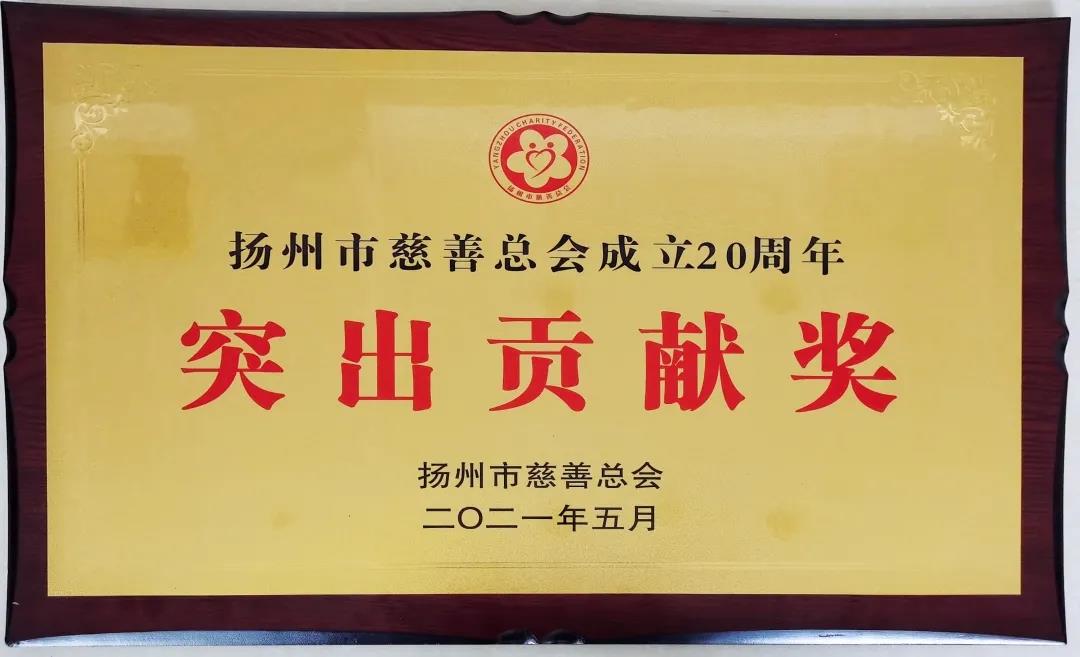 YANGZHOU CHARITY FEDERATION
扬州市慈善总会
扬州市慈善总会成立20周年
突出贡献奖
扬州市慈善总会
二〇二一年五月